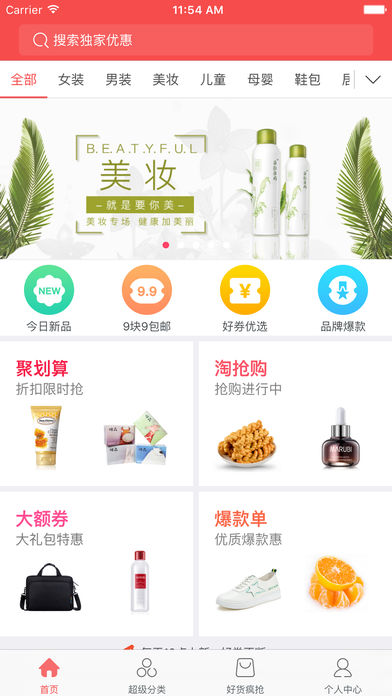 Carrier 11:54 AM
搜索独家优惠
全部 女装 男装 美妆 儿童 母婴 鞋包
B.E.A.T.Y.F.U.L
美妆
就是要你美
美妆专场 健康加美丽
NEW 9.9 ¥
今日新品 9块9包邮 好券优选 品牌爆款
聚划算 淘抢购
折扣限时抢 抢购进行中
MARUBI
大额券 爆款单
大礼包特惠 优质爆款惠
首页 超级分类 好货疯抢 个人中心